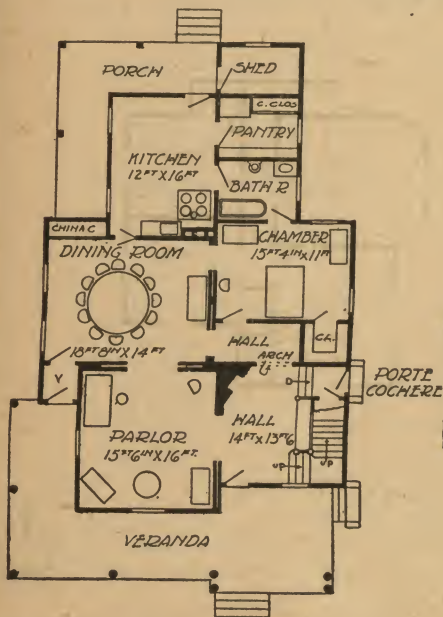 PORCH
SHED
C. CLOS
PANTRY
KITCHEN
12FT X 16FT
BATH R
CHINA C
CHAMBER
15FT 4IN X 11FT
DINING ROOM
18FT 8IN X 14FT
HALL
CL.
ARCH
V
D
PORTE
COCHERE
HALL
14FT X 13FT 6
PARLOR
15FT 6IN X 16FT.
UP
UP
VERANDA